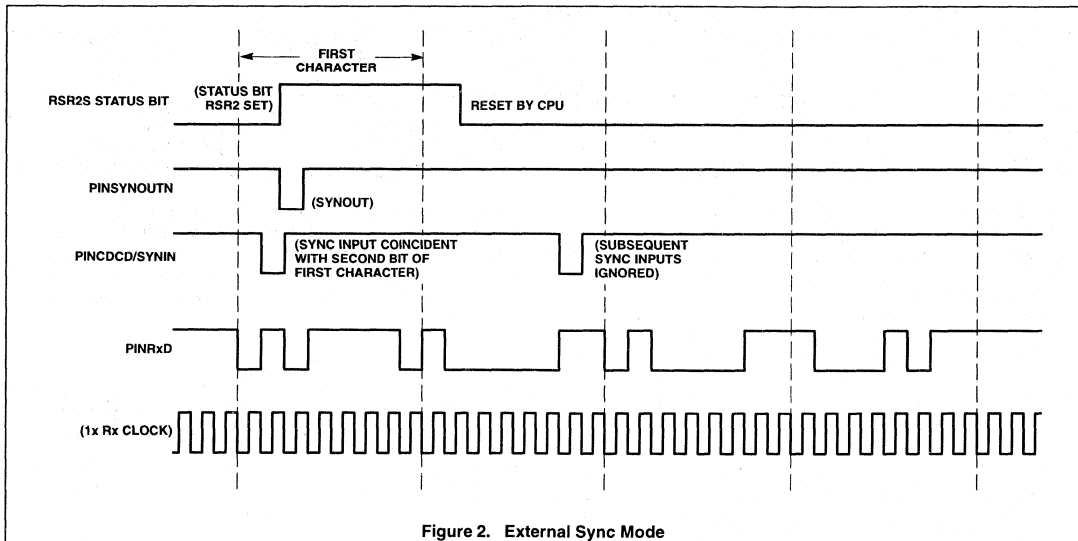 FIRST
CHARACTER
RSR2S STATUS BIT
(STATUS BIT
RSR2 SET)
RESET BY CPU
PINSYNOUTN
(SYNOUT)
PINCDCD/SYNIN
(SYNC INPUT COINCIDENT
WITH SECOND BIT OF
FIRST CHARACTER)
(SUBSEQUENT
SYNC INPUTS
IGNORED)
PINRxD
(1x Rx CLOCK)
Figure 2. External Sync Mode